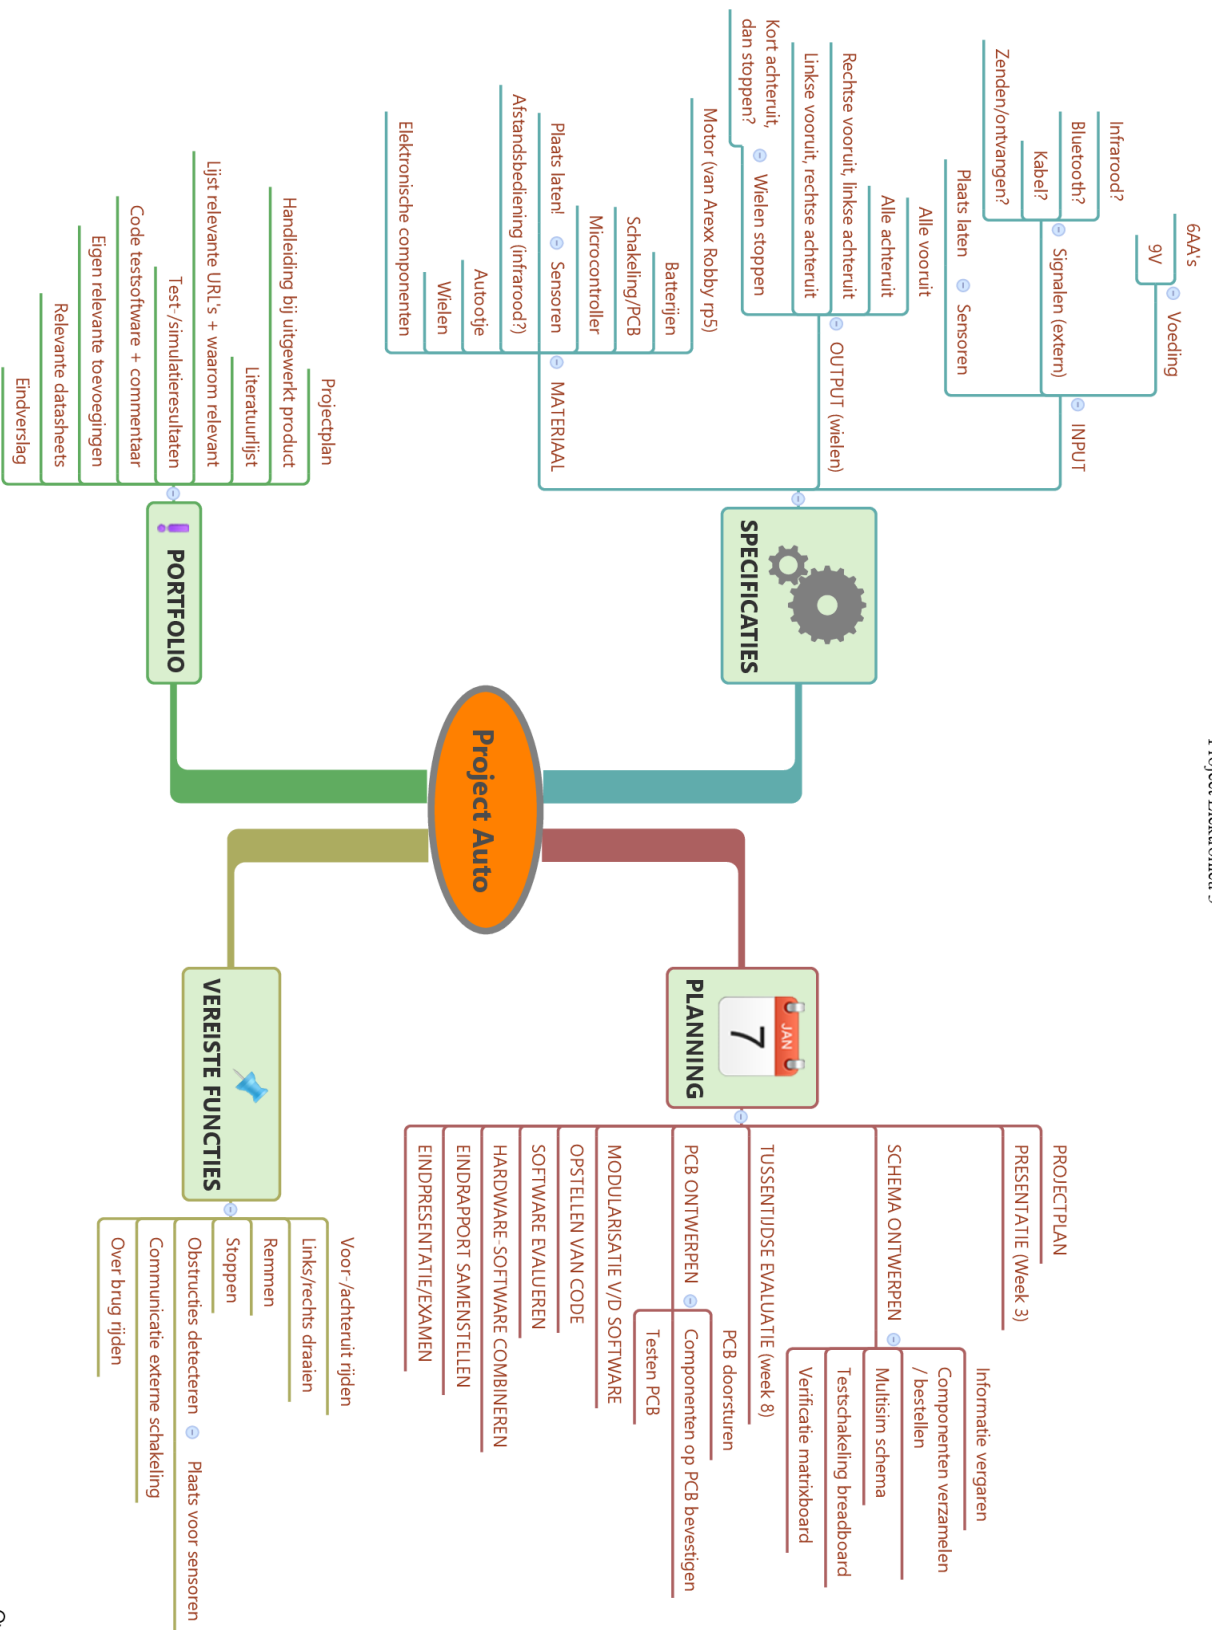 Project Elektronica 3
Project Auto
SPECIFICATIES
INPUT
Voeding
6AA's
9V
Signalen (extern)
Infrarood?
Bluetooth?
Kabel?
Zenden/ontvangen?
Sensoren
Plaats laten
OUTPUT (wielen)
Alle vooruit
Alle achteruit
Rechtse vooruit, linkse achteruit
Linkse vooruit, rechtse achteruit
Wielen stoppen
Kort achteruit,
dan stoppen?
MATERIAAL
Motor (van Arexx Robby rp5)
Batterijen
Schakeling/PCB
Microcontroller
Sensoren
Plaats laten!
Afstandsbediening (infrarood?)
Autootje
Wielen
Elektronische componenten
PORTFOLIO
Projectplan
Handleiding bij uitgewerkt product
Literatuurlijst
Lijst relevante URL's + waarom relevant
Test-/simulatieresultaten
Code testsoftware + commentaar
Eigen relevante toevoegingen
Relevante datasheets
Eindverslag
JAN
7
PLANNING
PROJECTPLAN
PRESENTATIE (Week 3)
SCHEMA ONTWERPEN
Informatie vergaren
Componenten verzamelen
/ bestellen
Multisim schema
Testschakeling breadboard
Verificatie matrixboard
TUSSENTIJDSE EVALUATIE (week 8)
PCB ONTWERPEN
PCB doorsturen
Componenten op PCB bevestigen
Testen PCB
MODULARISATIE V/D SOFTWARE
OPSTELLEN VAN CODE
SOFTWARE EVALUEREN
HARDWARE-SOFTWARE COMBINEREN
EINDRAPPORT SAMENSTELLEN
EINDPRESENTATIE/EXAMEN
VEREISTE FUNCTIES
Voor-/achteruit rijden
Links/rechts draaien
Remmen
Stoppen
Obstructies detecteren
Plaats voor sensoren
Communicatie externe schakeling
Over brug rijden